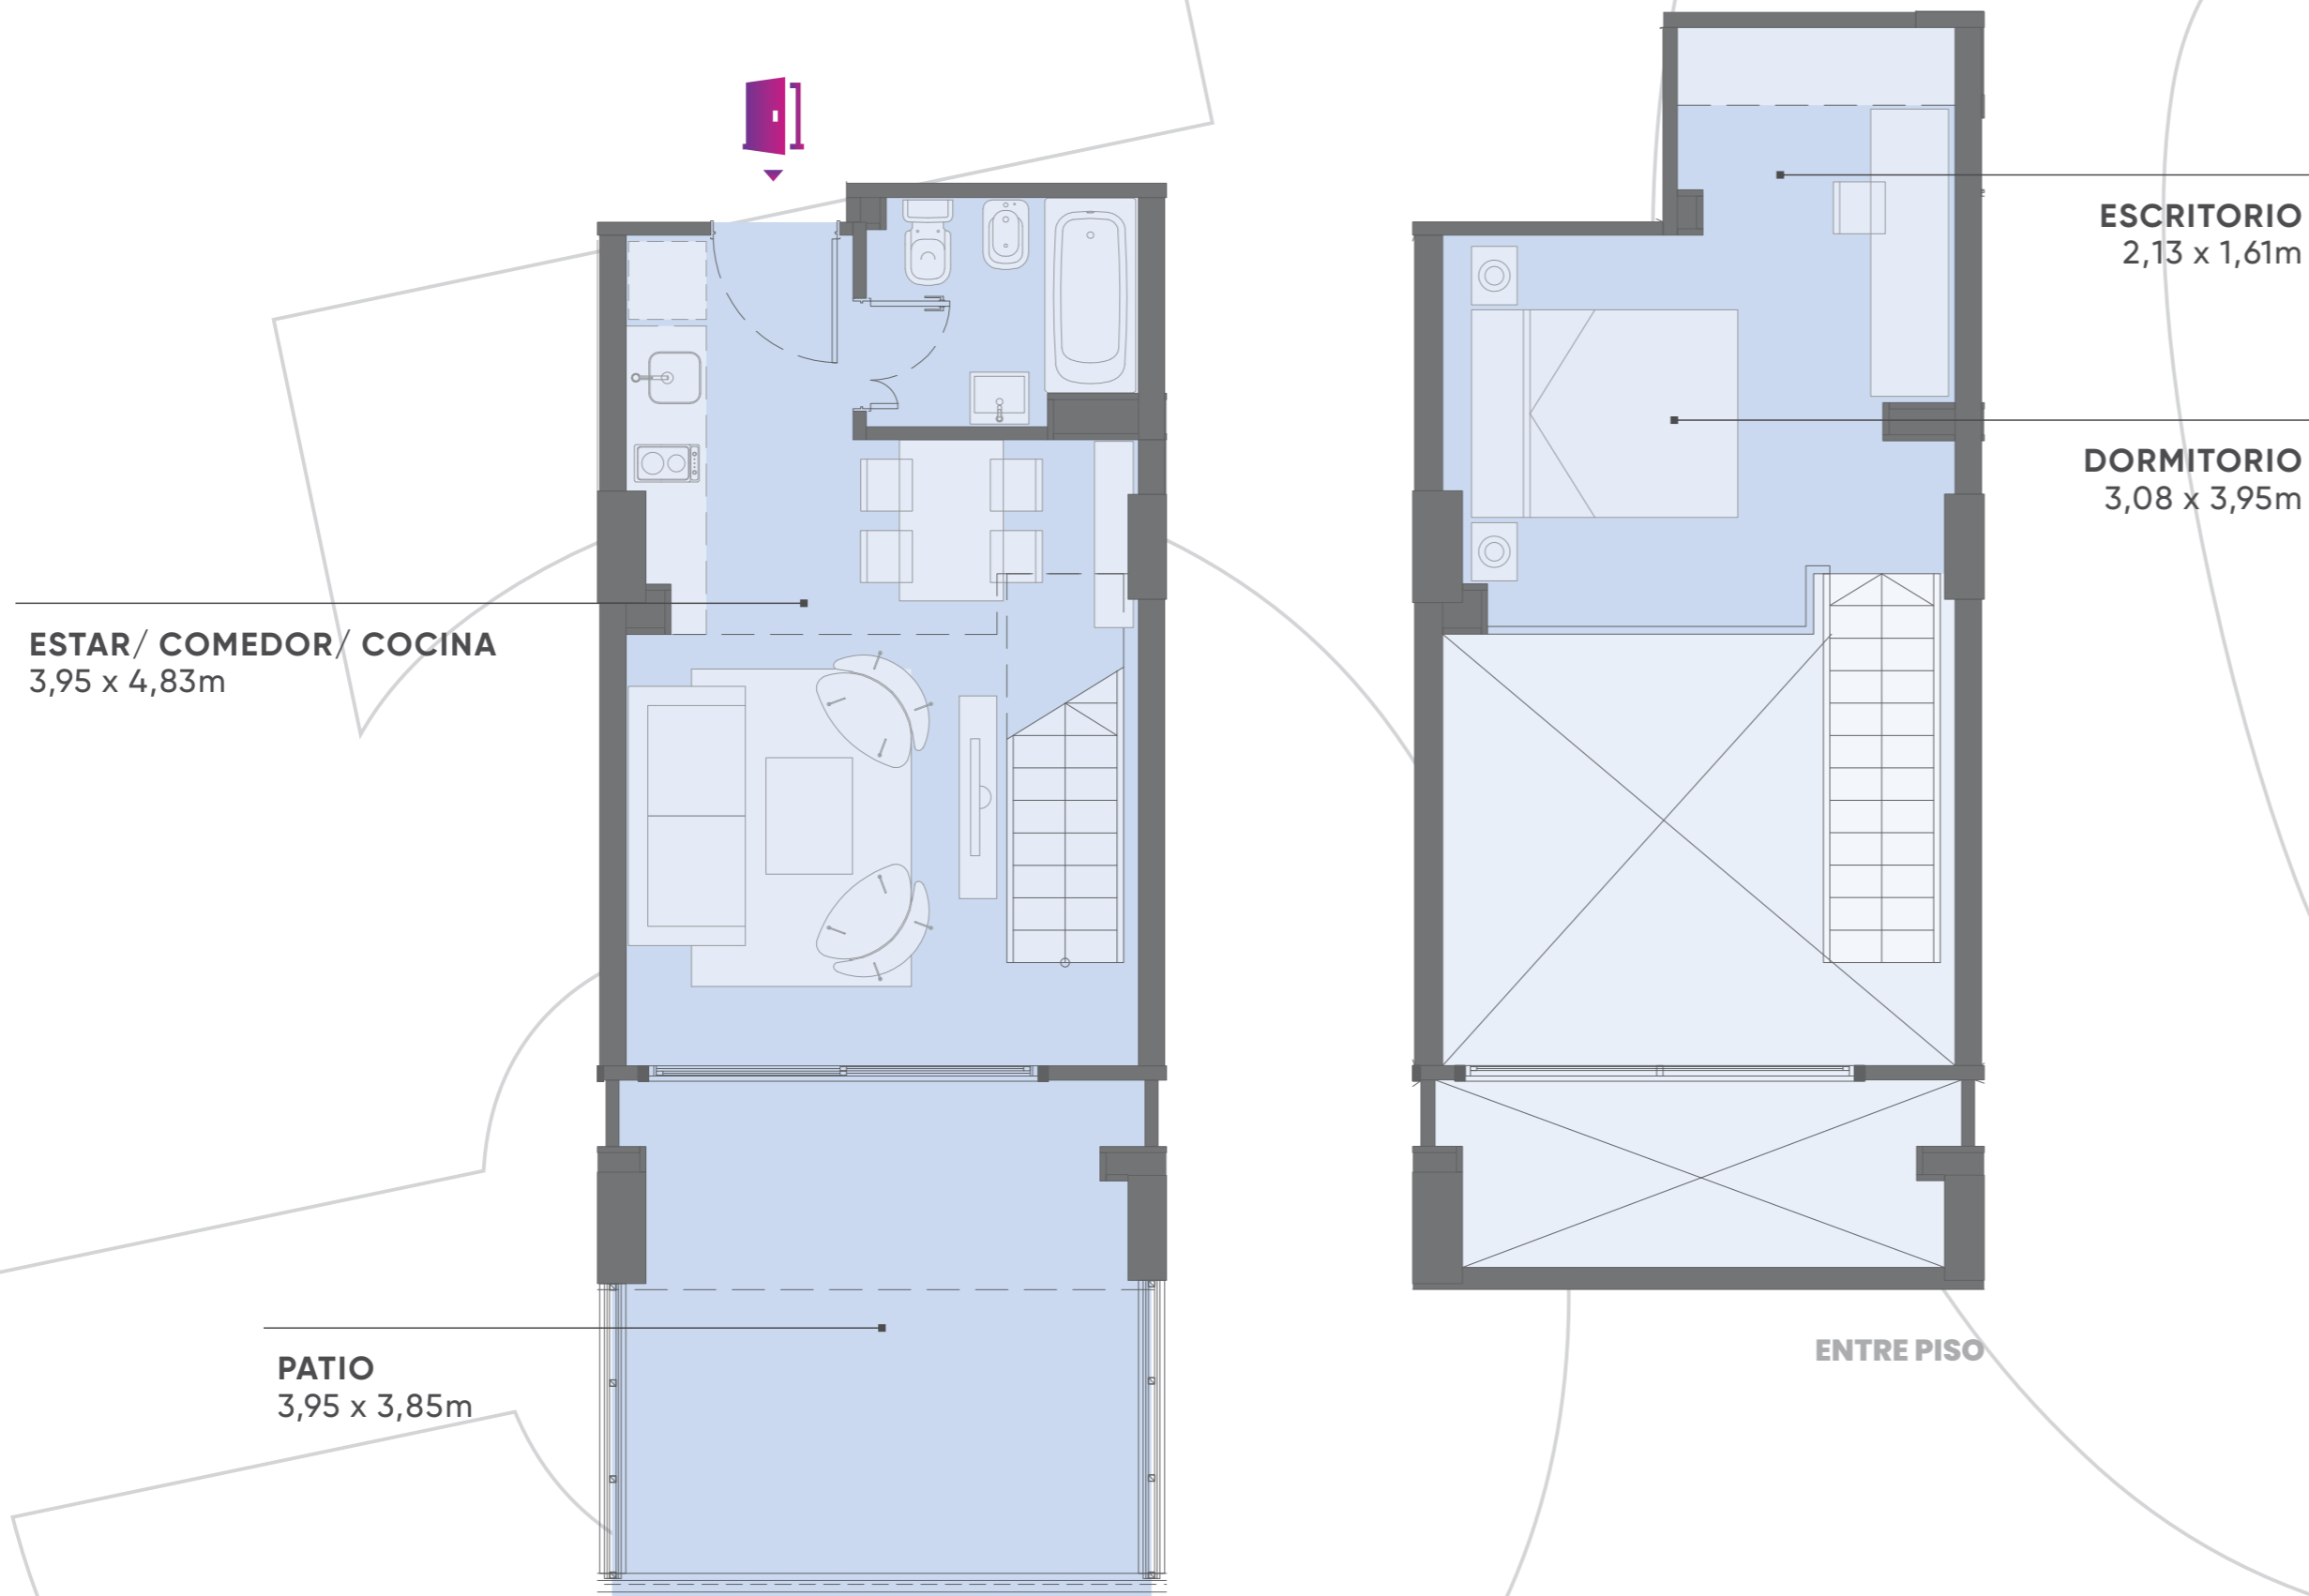 ESCRITORIO
2,13 x 1,61m
DORMITORIO
3,08 x 3,95m
ESTAR/ COMEDOR/ COCINA
3,95 x 4,83m
PATIO
3,95 x 3,85m
ENTRE PISO